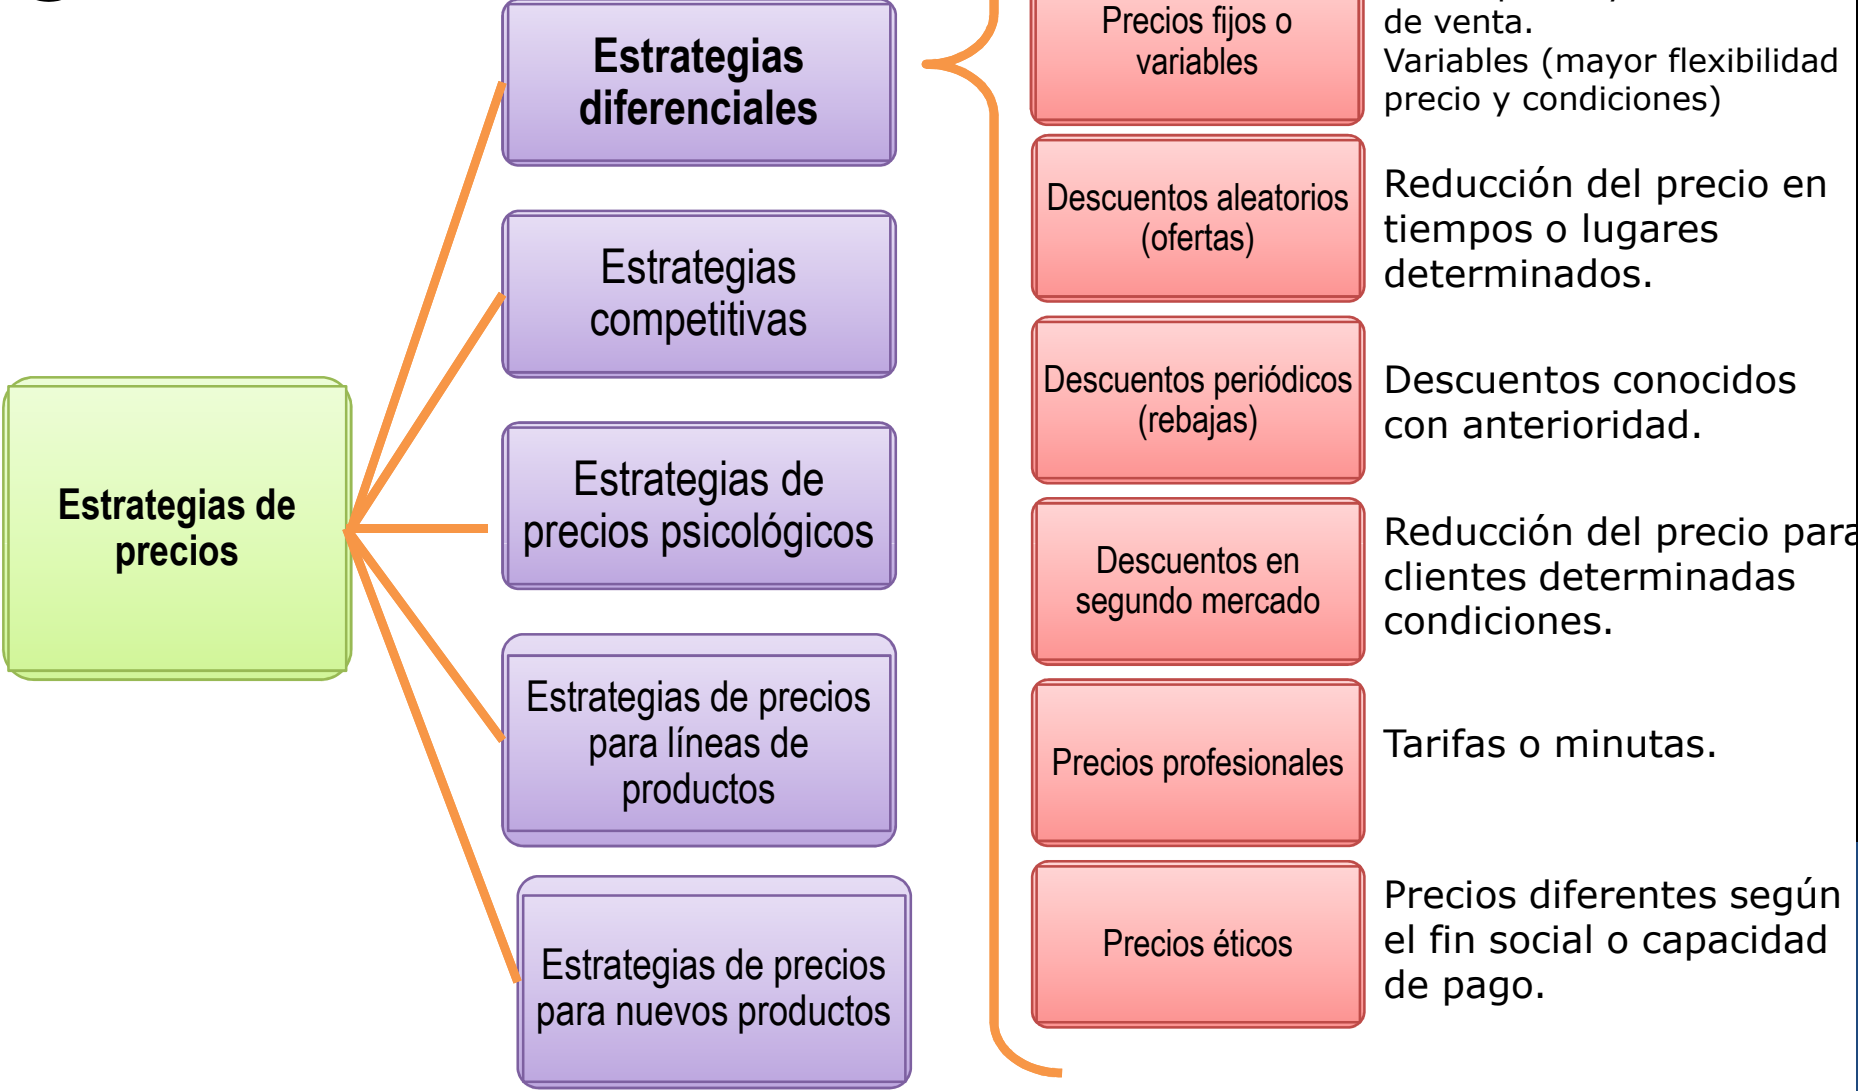 Estrategias de
precios
Estrategias
diferenciales
Estrategias
competitivas
Estrategias de
precios psicológicos
Estrategias de precios
para líneas de
productos
Estrategias de precios
para nuevos productos
Precios fijos o
variables
de venta.
Variables (mayor flexibilidad
precio y condiciones)
Descuentos aleatorios
(ofertas)
Reducción del precio en
tiempos o lugares
determinados.
Descuentos periódicos
(rebajas)
Descuentos conocidos
con anterioridad.
Descuentos en
segundo mercado
Reducción del precio para
clientes determinadas
condiciones.
Precios profesionales
Tarifas o minutas.
Precios éticos
Precios diferentes según
el fin social o capacidad
de pago.